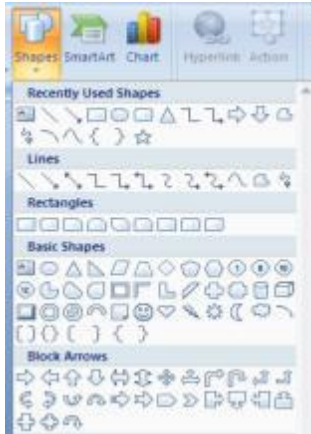 Shapes SmartArt Chart Hyperlink Action
Recently Used Shapes
Lines
Rectangles
Basic Shapes
Block Arrows